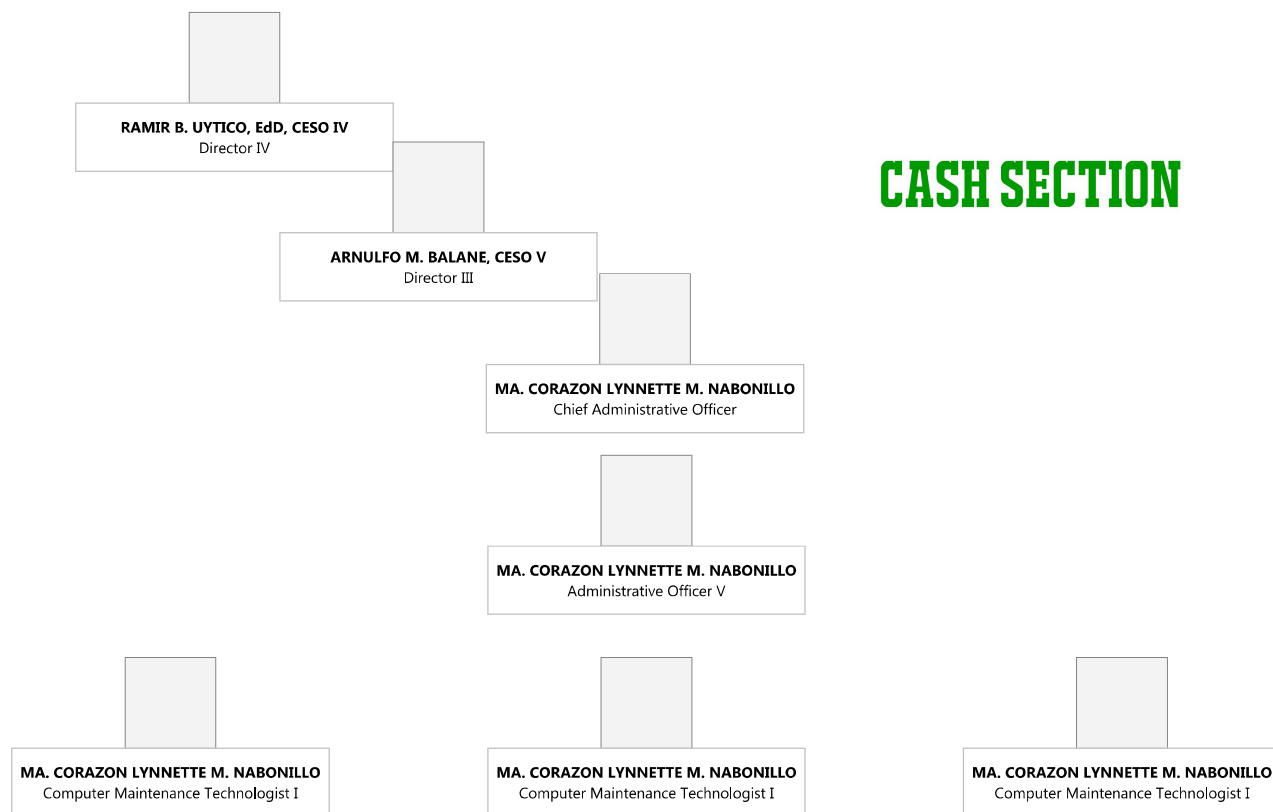 RAMIR B. UYTICO, EdD, CESO IV
Director IV
CASH SECTION
ARNULFO M. BALANE, CESO V
Director III
MA. CORAZON LYNNETTE M. NABONILLO
Chief Administrative Officer
MA. CORAZON LYNNETTE M. NABONILLO
Administrative Officer V
MA. CORAZON LYNNETTE M. NABONILLO
Computer Maintenance Technologist I
MA. CORAZON LYNNETTE M. NABONILLO
Computer Maintenance Technologist I
MA. CORAZON LYNNETTE M. NABONILLO
Computer Maintenance Technologist I